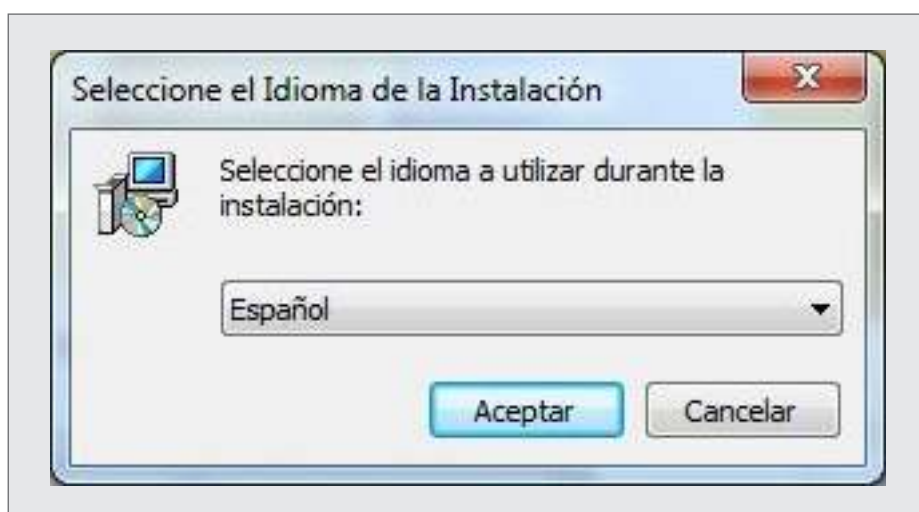 Seleccione el Idioma de la Instalación
Seleccione el idioma a utilizar durante la
instalación:
Español
Aceptar Cancelar